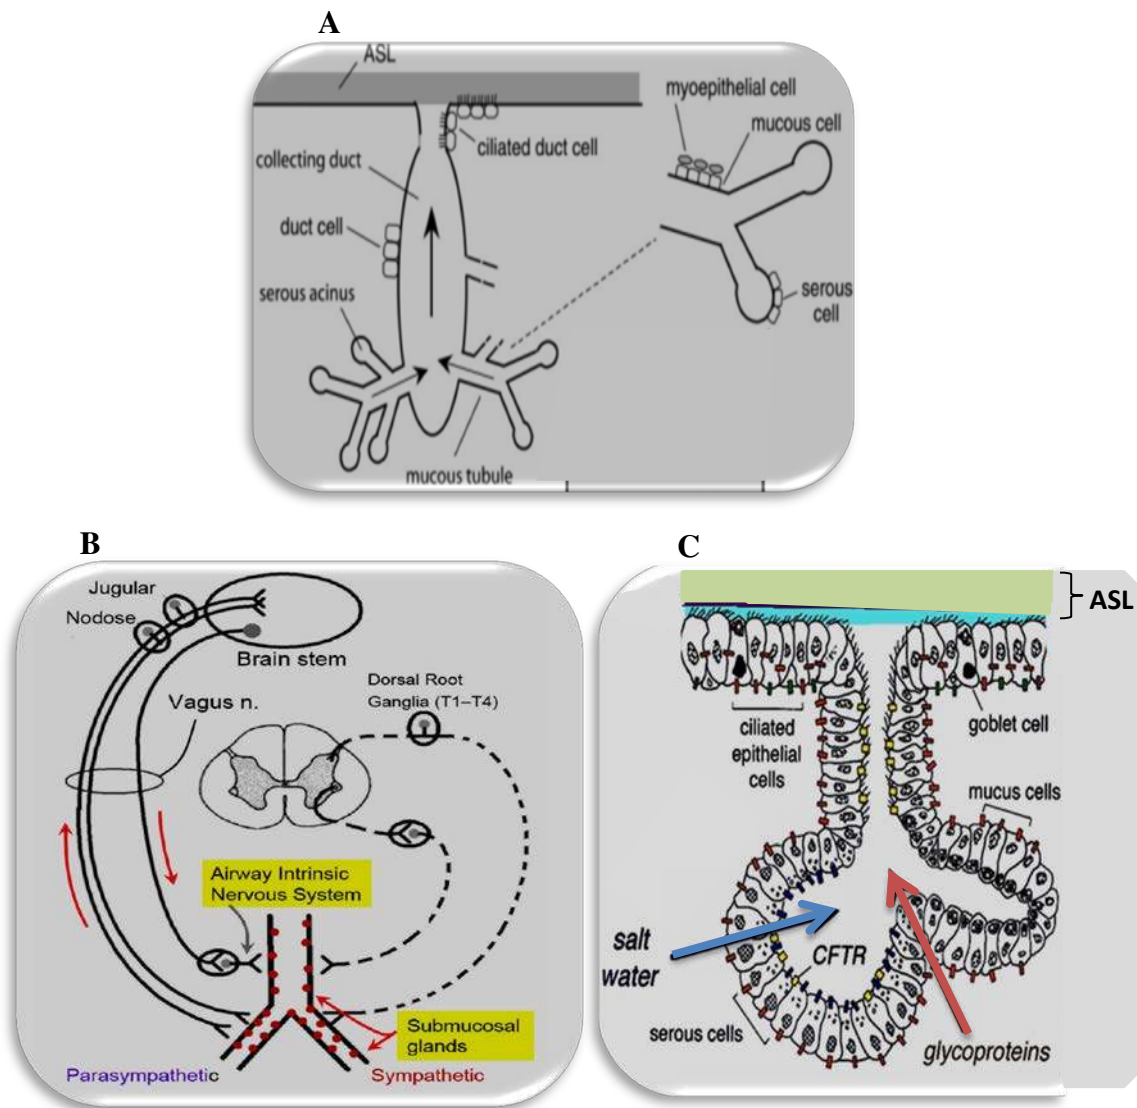 A
ASL
myoepithelial cell
mucous cell
ciliated duct cell
collecting duct
duct cell
serous acinus
serous
cell
mucous tubule
B
Jugular
Nodose
Brain stem
Vagus n.
Dorsal Root
Ganglia (T1–T4)
Airway Intrinsic
Nervous System
Submucosal
glands
Parasympathetic
Sympathetic
C
ASL
ciliated
epithelial
cells
goblet cell
mucus cells
salt
water
CFTR
serous cells
glycoproteins